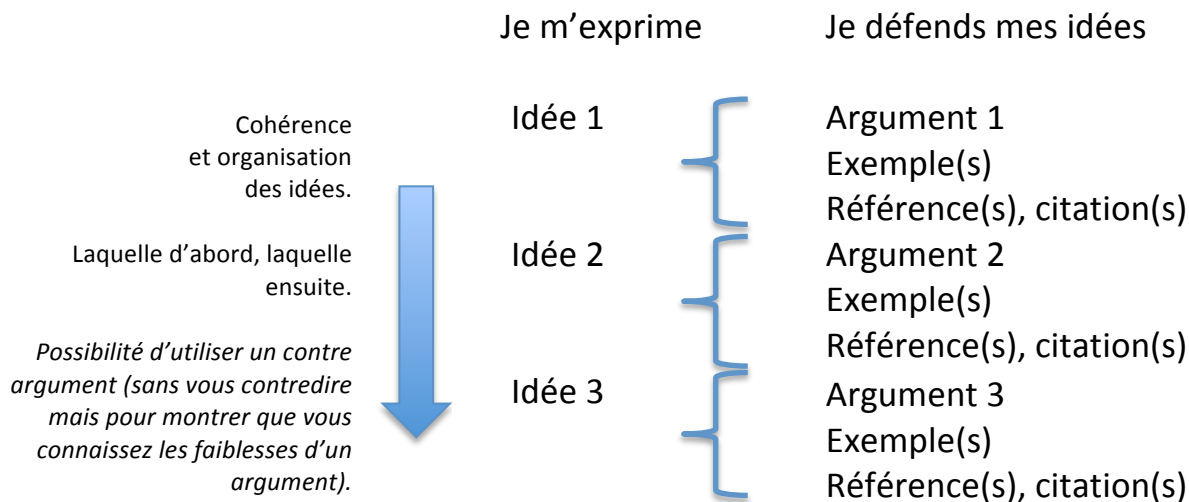 Je m’exprime
Je défends mes idées
Cohérence
et organisation
des idées.
Laquelle d’abord, laquelle
ensuite.
Possibilité d’utiliser un contre
argument (sans vous contredire
mais pour montrer que vous
connaissez les faiblesses d’un
argument).
Idée 1
Argument 1
Exemple(s)
Référence(s), citation(s)
Idée 2
Argument 2
Exemple(s)
Référence(s), citation(s)
Idée 3
Argument 3
Exemple(s)
Référence(s), citation(s)